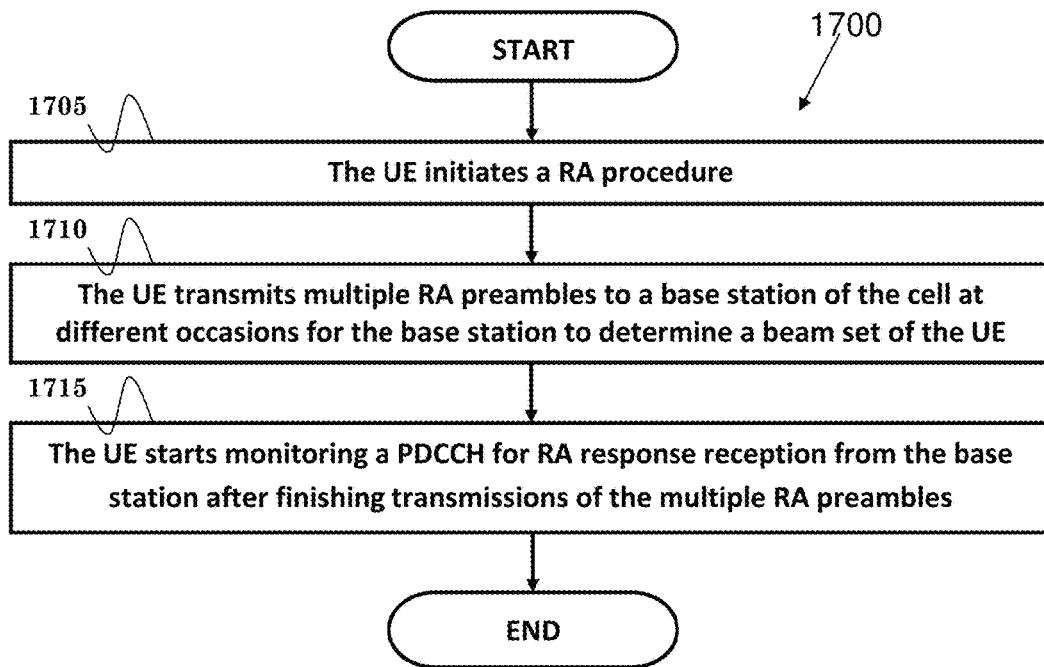 START
1700
1705
The UE initiates a RA procedure
1710
The UE transmits multiple RA preambles to a base station of the cell at
different occasions for the base station to determine a beam set of the UE
1715
The UE starts monitoring a PDCCH for RA response reception from the base
station after finishing transmissions of the multiple RA preambles
END